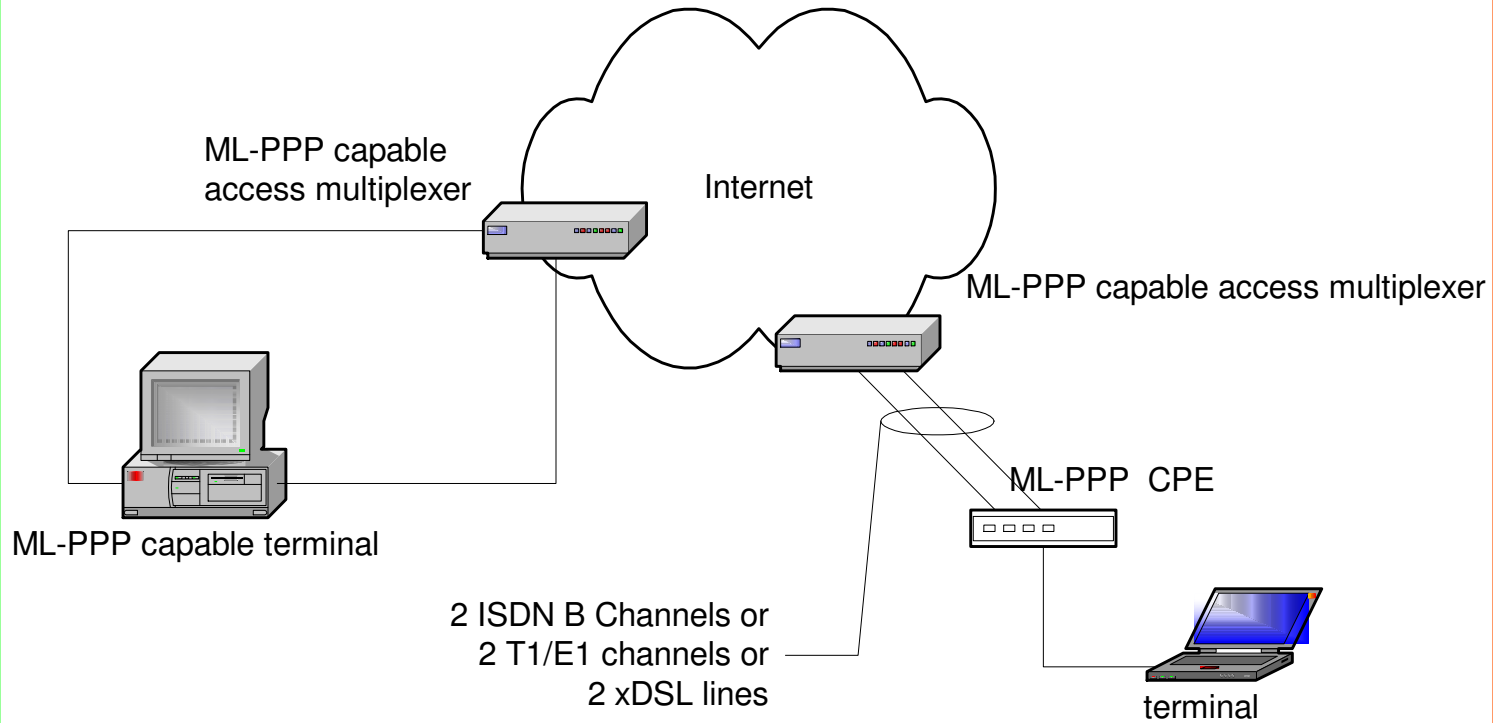 ML-PPP capable
access multiplexer
Internet
ML-PPP capable access multiplexer
ML-PPP CPE
ML-PPP capable terminal
2 ISDN B Channels or
2 T1/E1 channels or
2 xDSL lines
terminal